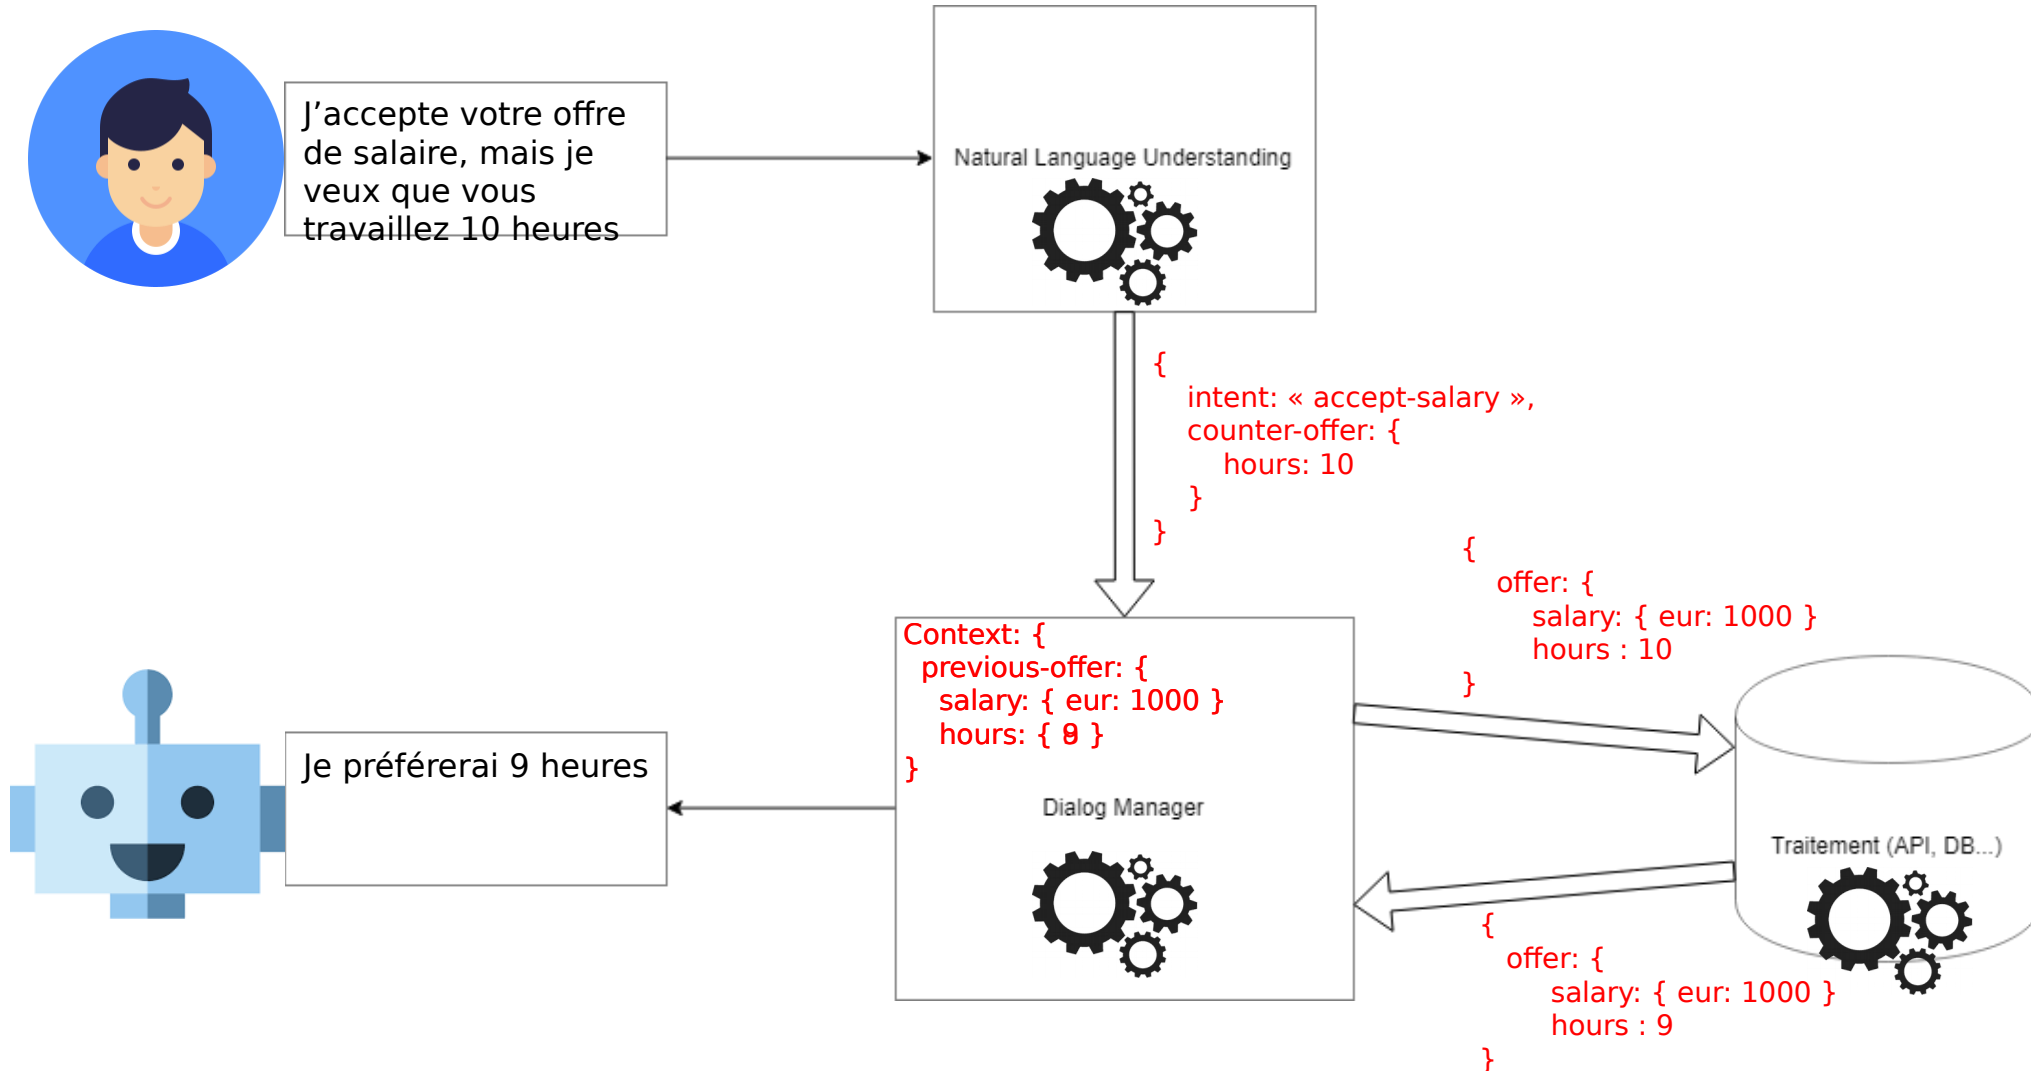 J’accepte votre offre
de salaire, mais je
veux que vous
travaillez 10 heures
Natural Language Understanding
{
intent: « accept-salary »,
counter-offer: {
hours: 10
}
}
{
offer: {
salary: { eur: 1000 }
hours : 10
}
Context: {
previous-offer: {
salary: { eur: 1000 }
hours: { }
}
Dialog Manager
Je préférerai 9 heures
Traitement (API, DB...)
{
offer: {
salary: { eur: 1000 }
hours : 9
}